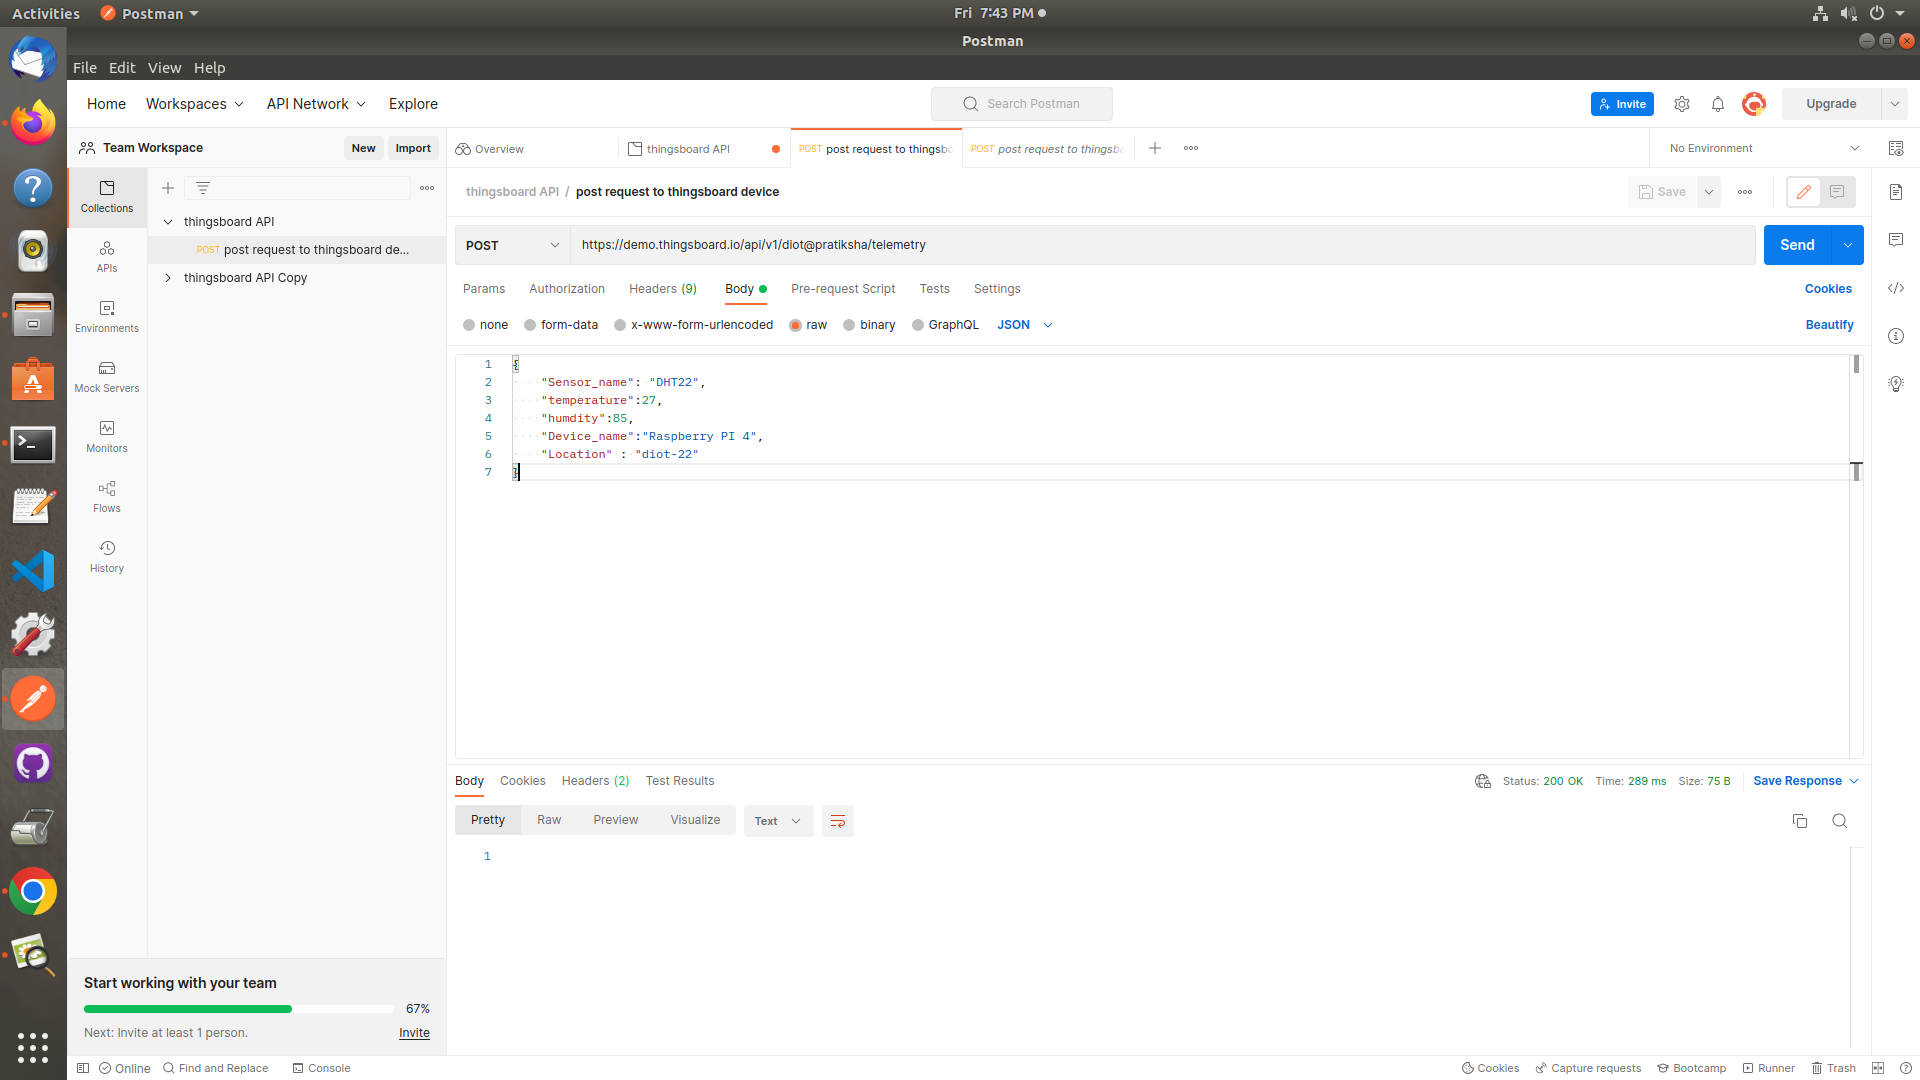 Activities Postman Fri 7:43 PM
Postman
File Edit View Help
Home Workspaces API Network Explore Search Postman Invite Upgrade
Team Workspace New Import Overview thingsboard API POST post request to thingsbo POST post request to thingsb No Environment
Collections
thingsboard API / post request to thingsboard device Save
thingsboard API
POST post request to thingsboard de...
thingsboard API Copy
APIs
Environments
Mock Servers
Monitors
Flows
History
POST https://demo.thingsboard.io/api/v1/diot@pratiksha/telemetry Send
Params Authorization Headers (9) Body Pre-request Script Tests Settings Cookies
none form-data x-www-form-urlencoded raw binary GraphQL JSON Beautify
1 {
2 "Sensor_name": "DHT22",
3 "temperature":27,
4 "humdity":85,
5 "Device_name":"Raspberry PI 4",
6 "Location" : "diot-22"
7 }
Body Cookies Headers (2) Test Results Status: 200 OK Time: 289 ms Size: 75 B Save Response
Pretty Raw Preview Visualize Text
1
Start working with your team
67%
Next: Invite at least 1 person. Invite
Online Find and Replace Console Cookies Capture requests Bootcamp Runner Trash